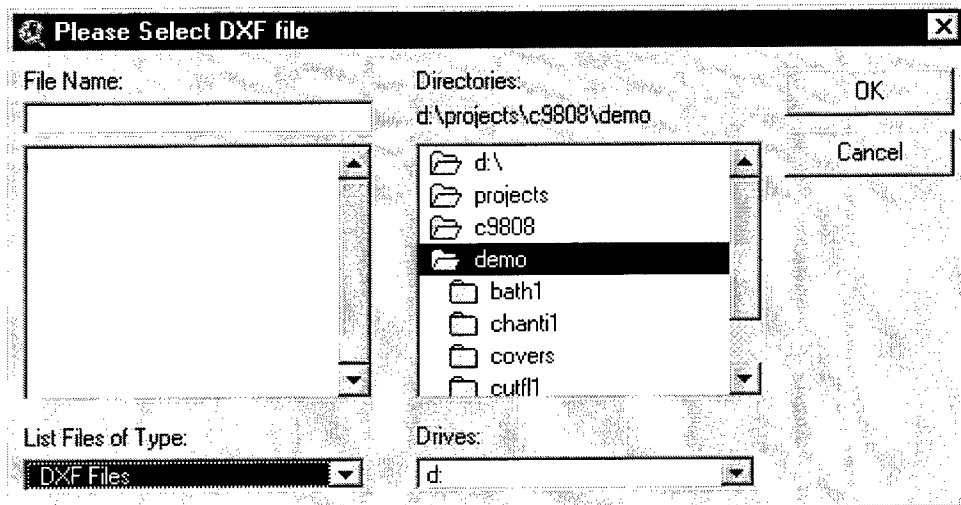 Please Select DXF file
File Name:
Directories:
d:\projects\c9808\demo
OK
Cancel
d:\
projects
c9808
demo
bath1
chanti1
covers
cutfl1
List Files of Type:
DXF Files
Drives:
d: